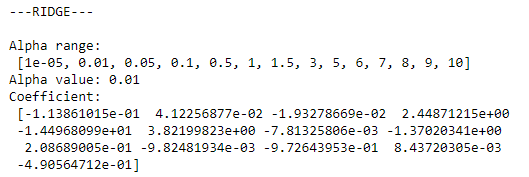 ---RIDGE---
Alpha range:
[1e-05, 0.01, 0.05, 0.1, 0.5, 1, 1.5, 3, 5, 6, 7, 8, 9, 10]
Alpha value: 0.01
Coefficient:
[-1.13861015e-01  4.12256877e-02 -1.93278669e-02  2.44871215e+00
-1.44968099e+01  3.82199823e+00 -7.81325806e-03 -1.37020341e+00
2.08689005e-01 -9.82481934e-03 -9.72643953e-01  8.43720305e-03
-4.90564712e-01]